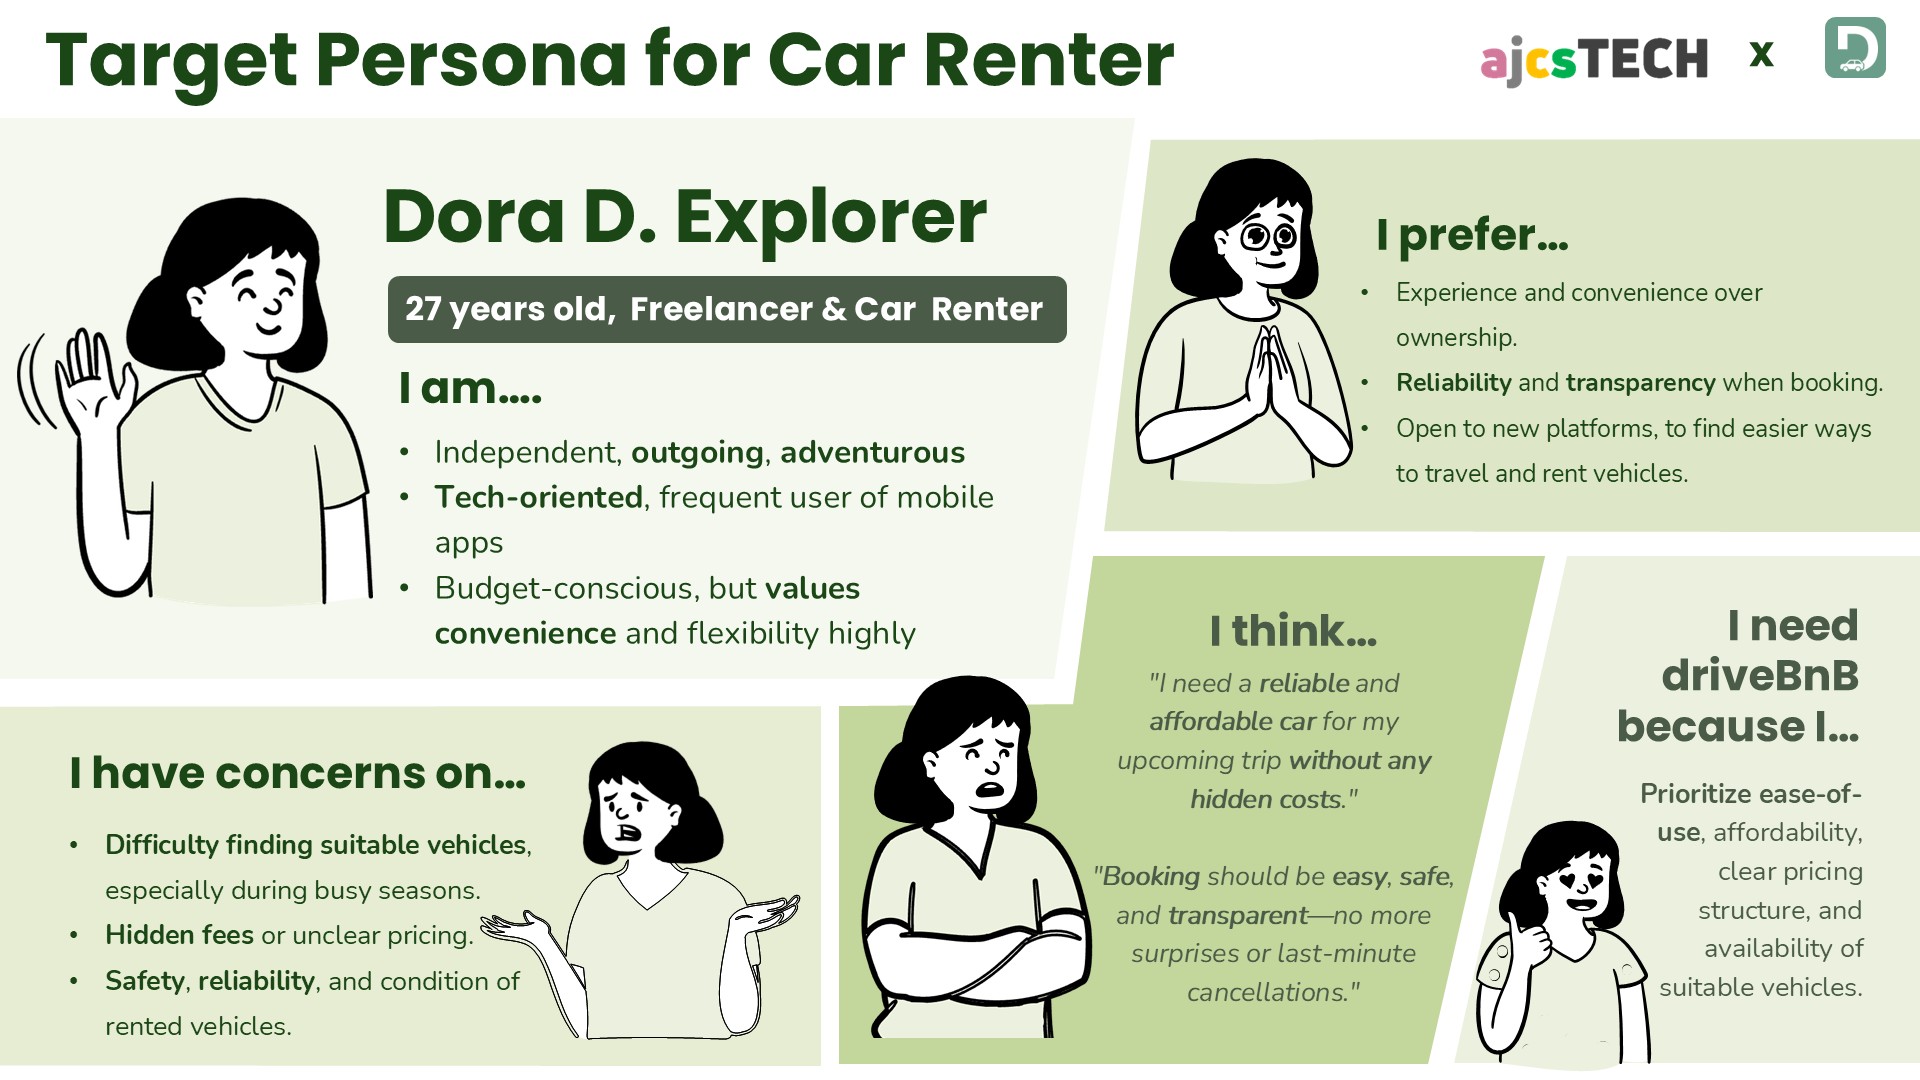 Target Persona for Car Renter
ajcsTECH x D
Dora D. Explorer
27 years old, Freelancer & Car Renter
I am....
• Independent, outgoing, adventurous
• Tech-oriented, frequent user of mobile
apps
• Budget-conscious, but values
convenience and flexibility highly
I prefer...
• Experience and convenience over
ownership.
• Reliability and transparency when booking.
• Open to new platforms, to find easier ways
to travel and rent vehicles.
I have concerns on...
• Difficulty finding suitable vehicles,
especially during busy seasons.
• Hidden fees or unclear pricing.
• Safety, reliability, and condition of
rented vehicles.
I think...
"I need a reliable and
affordable car for my
upcoming trip without any
hidden costs."
"Booking should be easy, safe,
and transparent—no more
surprises or last-minute
cancellations."
I need
driveBnB
because I...
Prioritize ease-of-
use, affordability,
clear pricing
structure, and
availability of
suitable vehicles.